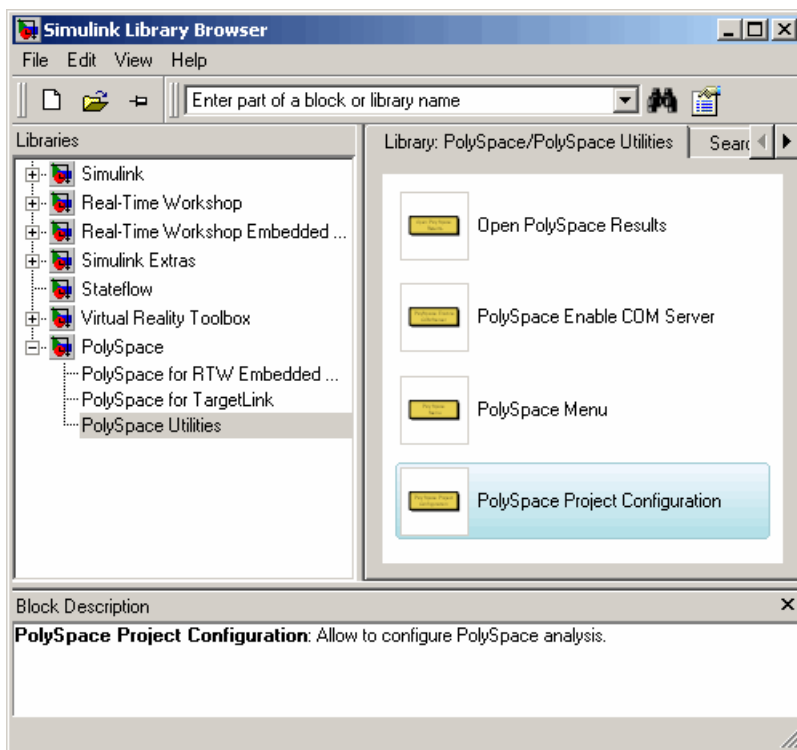 Simulink Library Browser
File Edit View Help
Enter part of a block or library name
Libraries
Library: PolySpace/PolySpace Utilities
Simulink
Real-Time Workshop
Real-Time Workshop Embedded ...
Simulink Extras
Stateflow
Virtual Reality Toolbox
PolySpace
PolySpace for RTW Embedded ...
PolySpace for TargetLink
PolySpace Utilities
Open PolySpace Results
PolySpace Enable COM Server
PolySpace Menu
PolySpace Project Configuration
Block Description
PolySpace Project Configuration: Allow to configure PolySpace analysis.